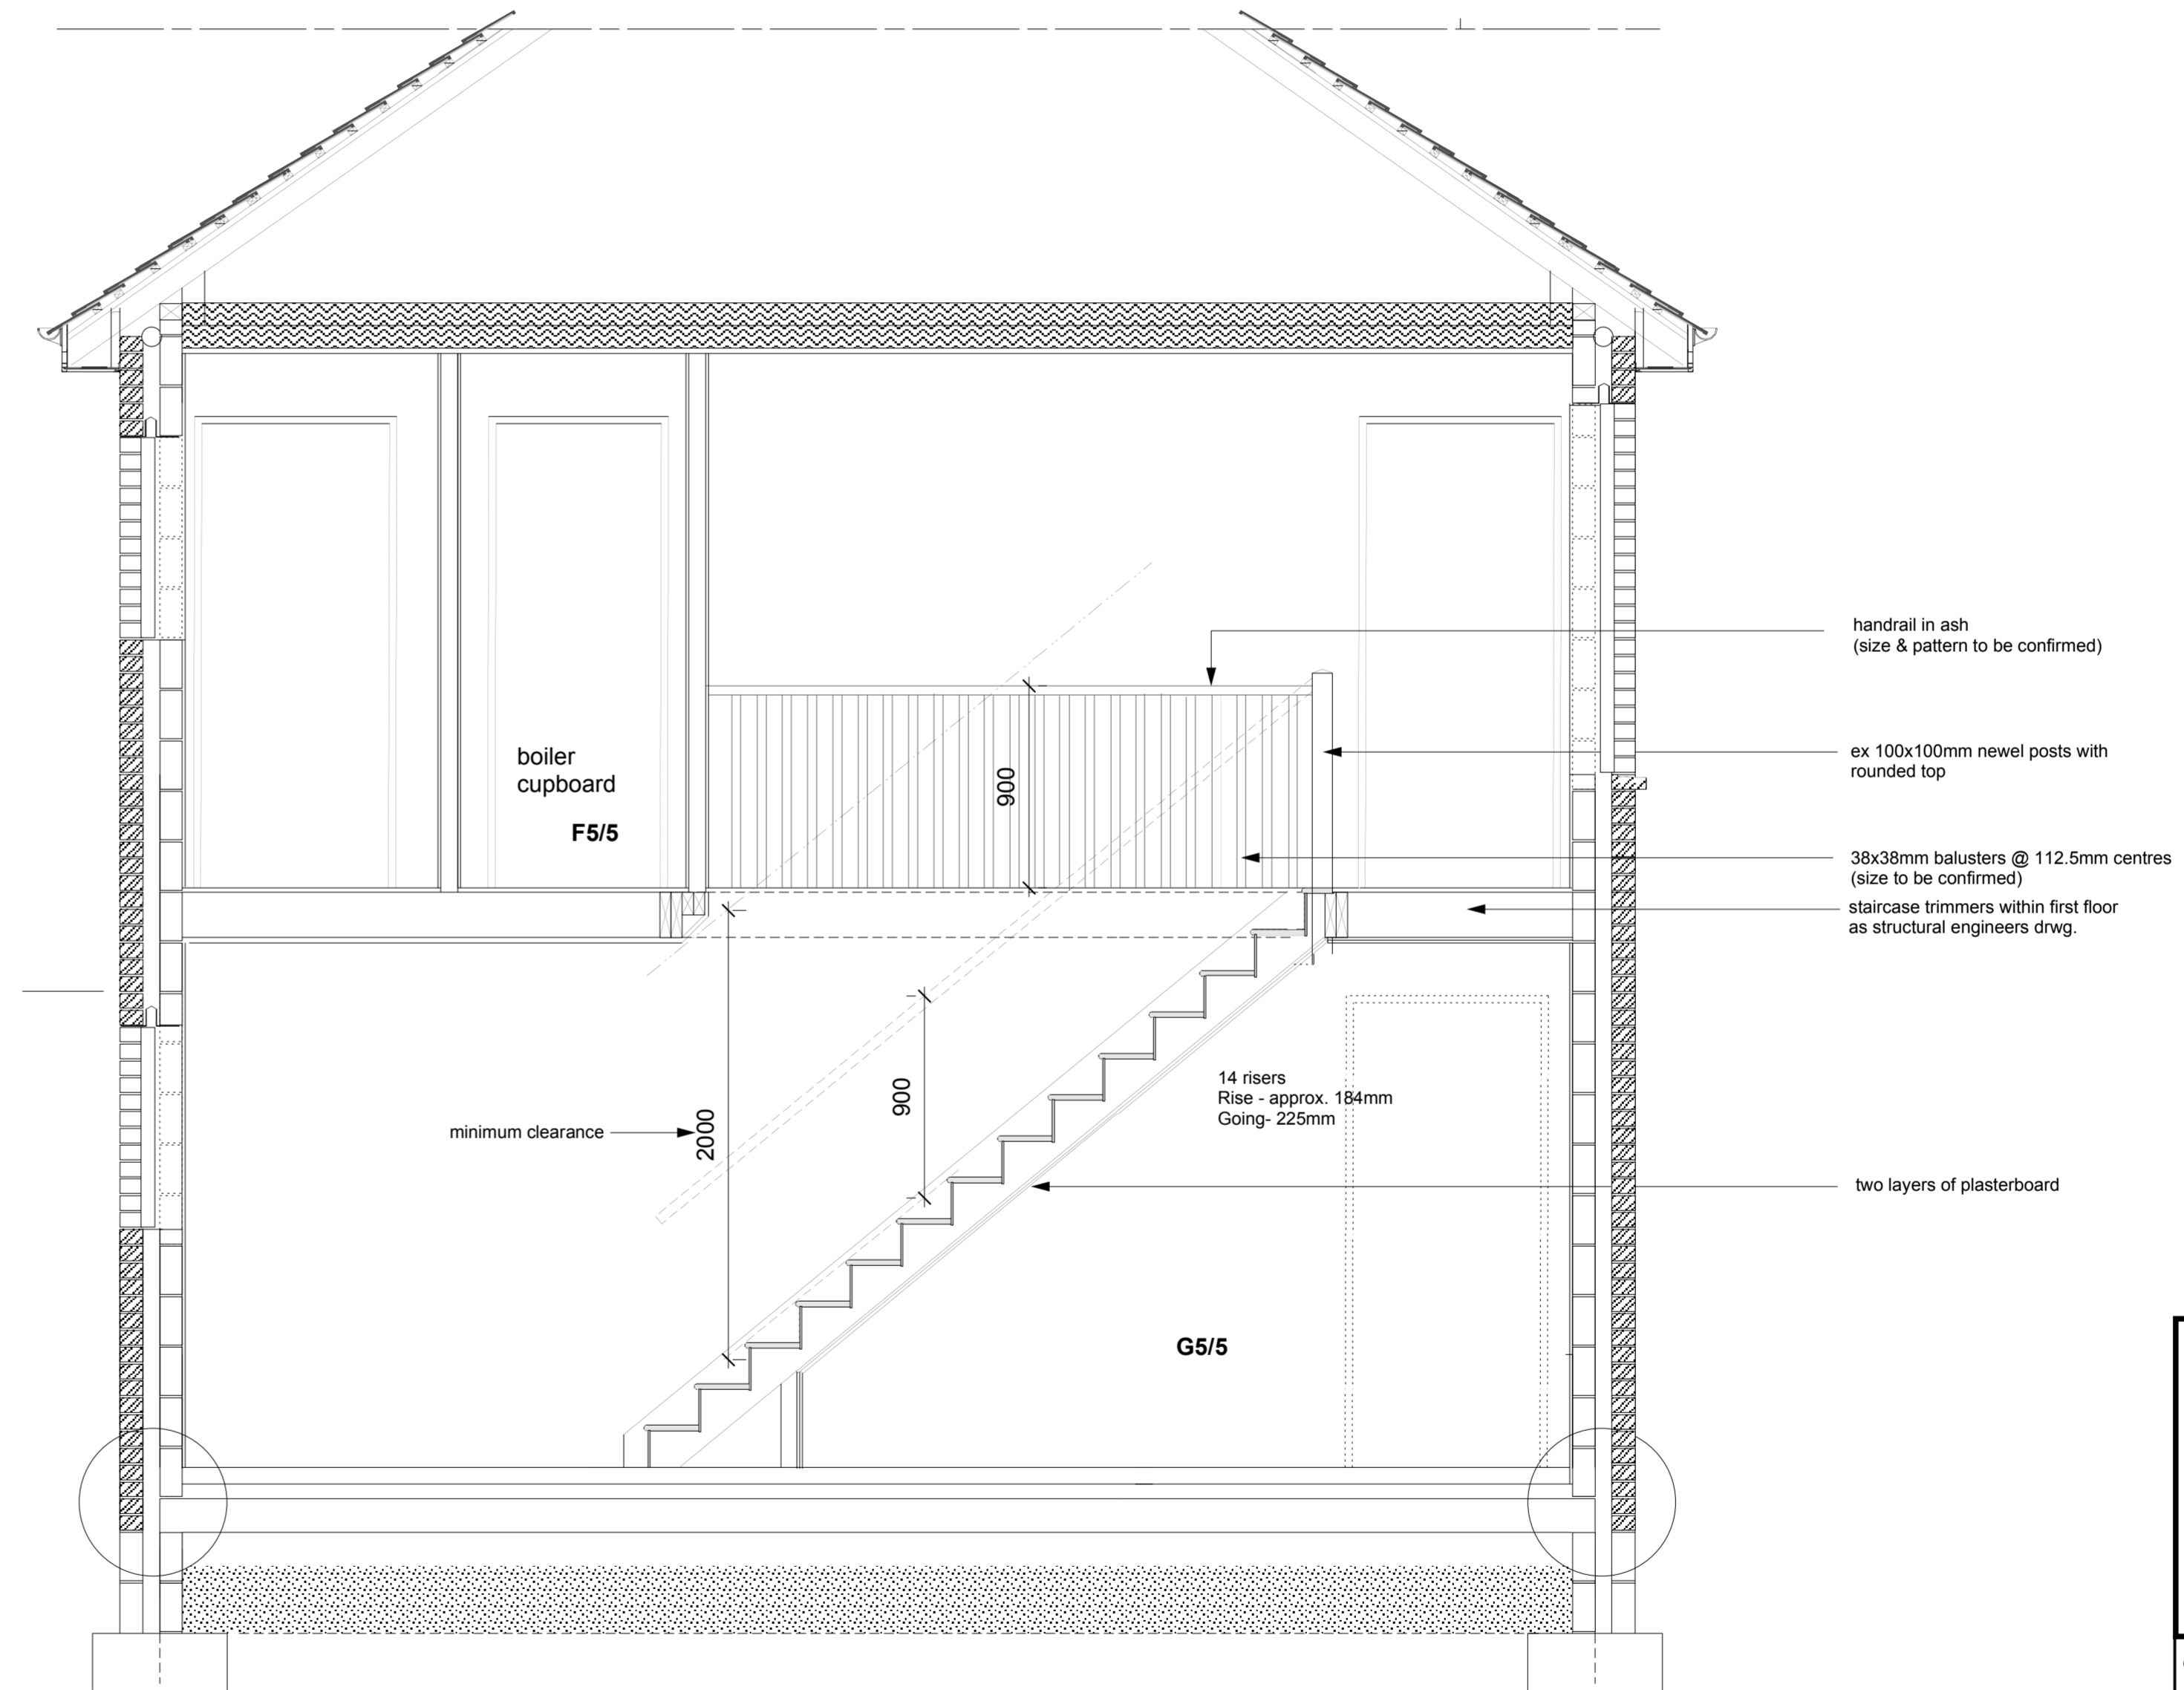 handrail in ash
(size & pattern to be confirmed)
ex 100x100mm newel posts with
rounded top
boiler
cupboard
F5/5
900
38x38mm balusters @ 112.5mm centres
(size to be confirmed)
staircase trimmers within first floor
as structural engineers drwg.
minimum clearance
2000
900
14 risers
Rise - approx. 184mm
Going- 225mm
two layers of plasterboard
G5/5